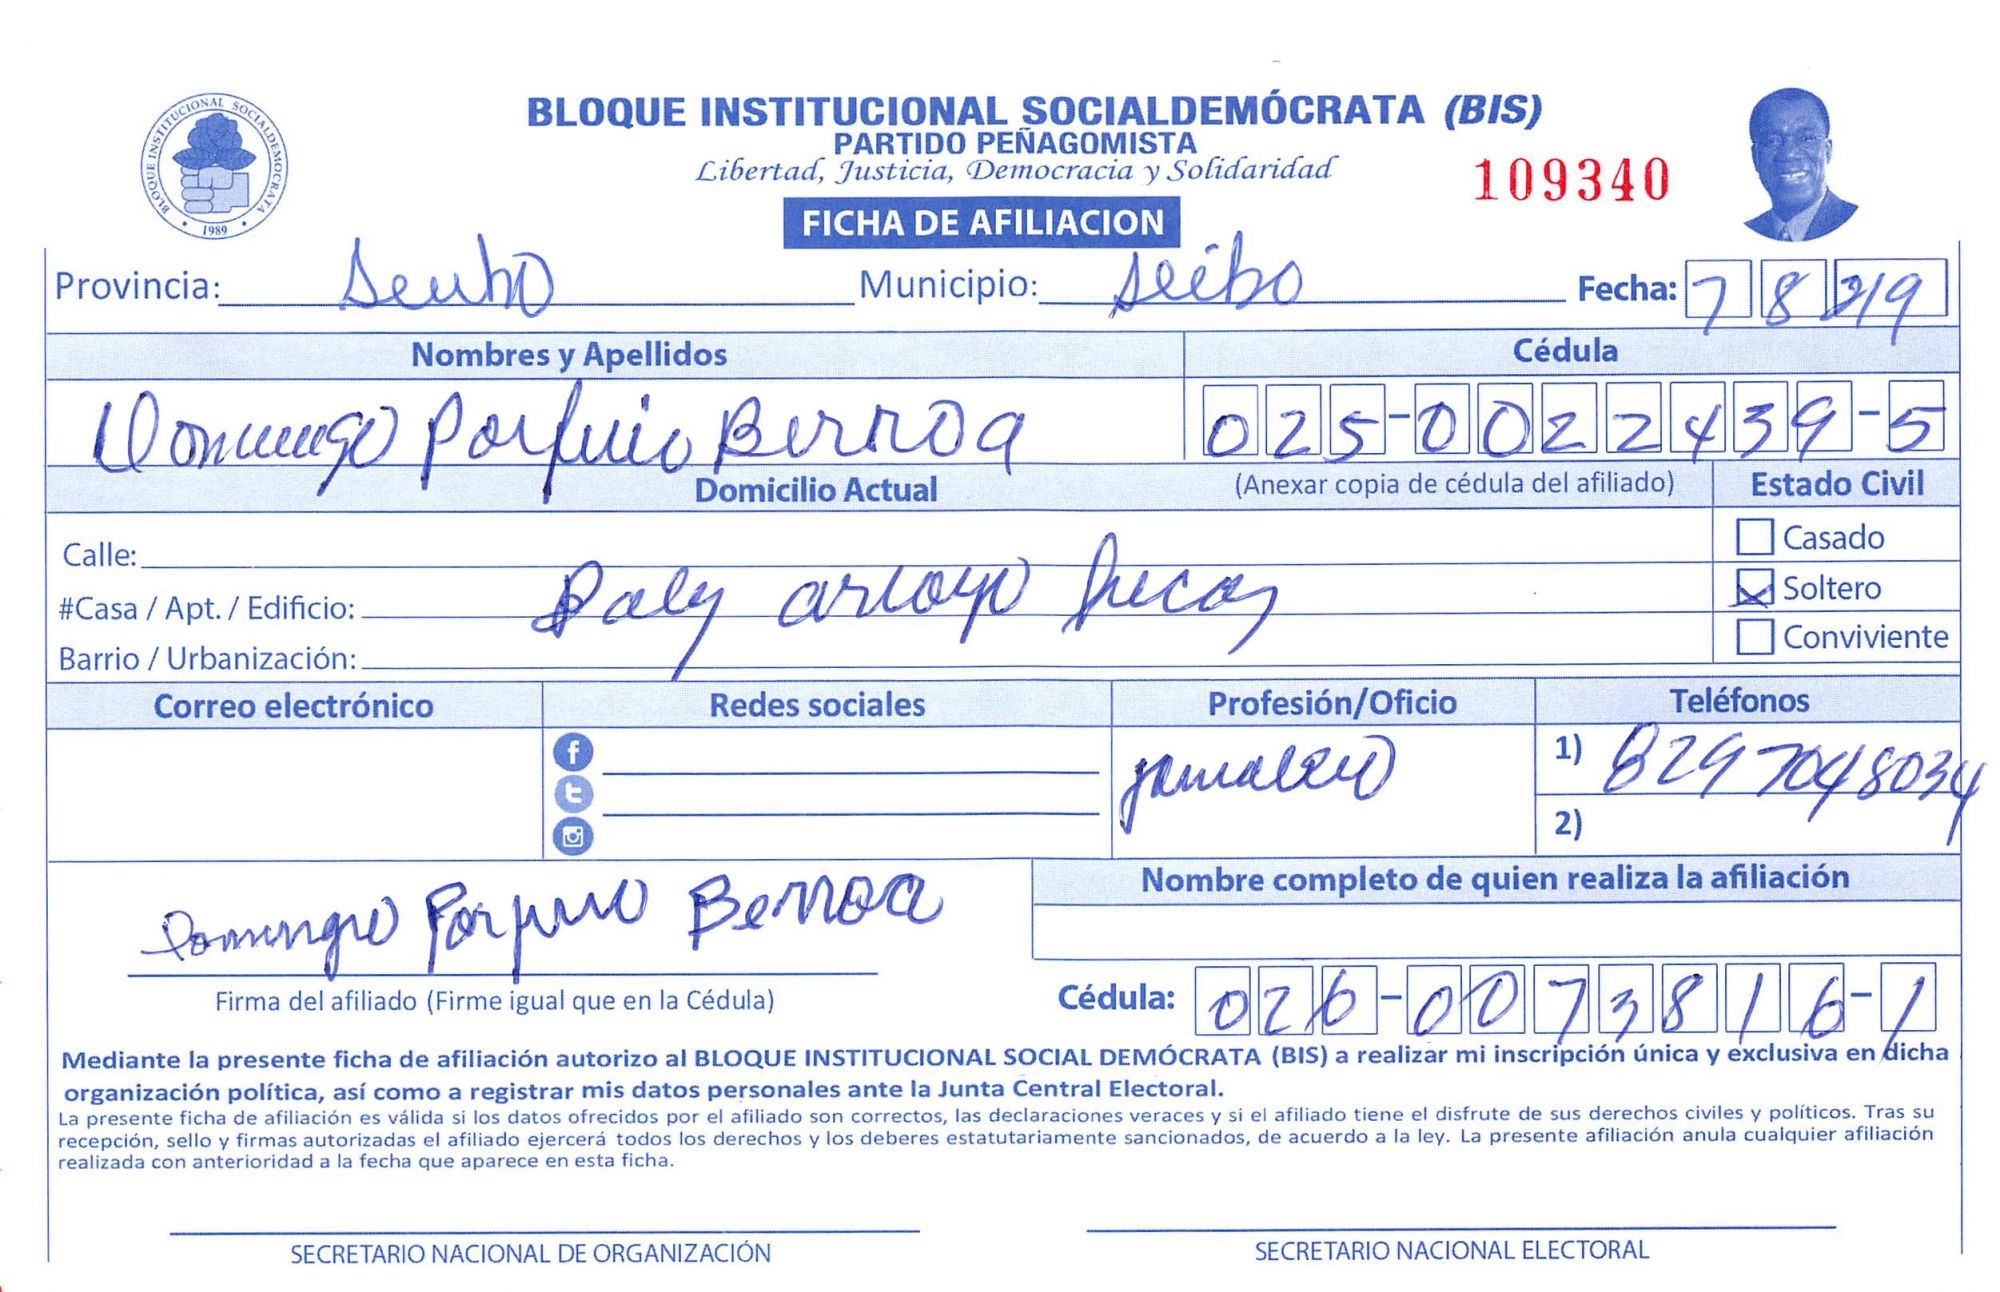 BLOQUE INSTITUCIONAL SOCIALDEMOCRATA
1989
BLOQUE INSTITUCIONAL SOCIALDEMÓCRATA (BIS)
PARTIDO PEÑAGOMISTA
Libertad, Justicia, Democracia y Solidaridad
109340
FICHA DE AFILIACION
Provincia: Seibo Municipio: Seibo Fecha: 7 8 219
Nombres y Apellidos Cédula
Domingo Porfirio Berroa 025-0022439-5
Domicilio Actual (Anexar copia de cédula del afiliado) Estado Civil
Calle: Casado
#Casa / Apt. / Edificio: arroyo Soltero
Barrio / Urbanización: Conviviente
Correo electrónico Redes sociales Profesión/Oficio Teléfonos
1) 829 7048034
2)
Nombre completo de quien realiza la afiliación
Domingo Porfirio Berroa
Firma del afiliado (Firme igual que en la Cédula) Cédula: 026-0073816-1
Mediante la presente ficha de afiliación autorizo al BLOQUE INSTITUCIONAL SOCIAL DEMÓCRATA (BIS) a realizar mi inscripción única y exclusiva en dicha
organización política, así como a registrar mis datos personales ante la Junta Central Electoral.
La presente ficha de afiliación es válida si los datos ofrecidos por el afiliado son correctos, las declaraciones veraces y si el afiliado tiene el disfrute de sus derechos civiles y políticos. Tras su
recepción, sello y firmas autorizadas el afiliado ejercerá todos los derechos y los deberes estatutariamente sancionados, de acuerdo a la ley. La presente afiliación anula cualquier afiliación
realizada con anterioridad a la fecha que aparece en esta ficha.
SECRETARIO NACIONAL DE ORGANIZACIÓN SECRETARIO NACIONAL ELECTORAL